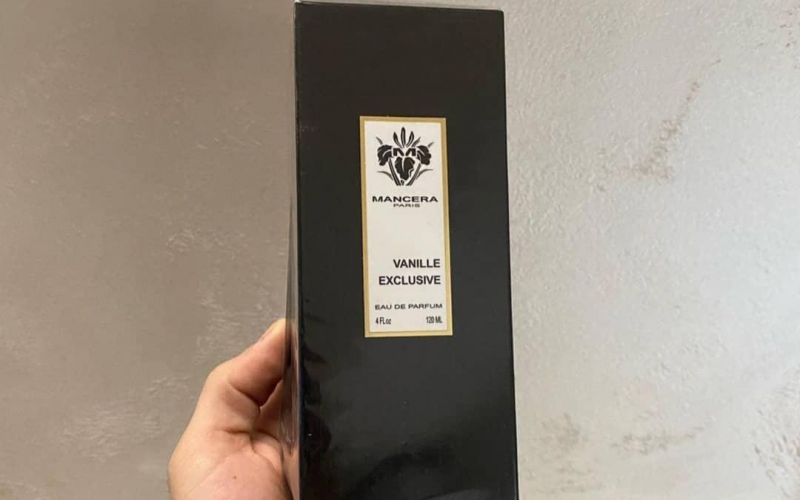 MANCERA
PARIS
VANILLE
EXCLUSIVE
EAU DE PARFUM
4 Fl.oz 120 ML